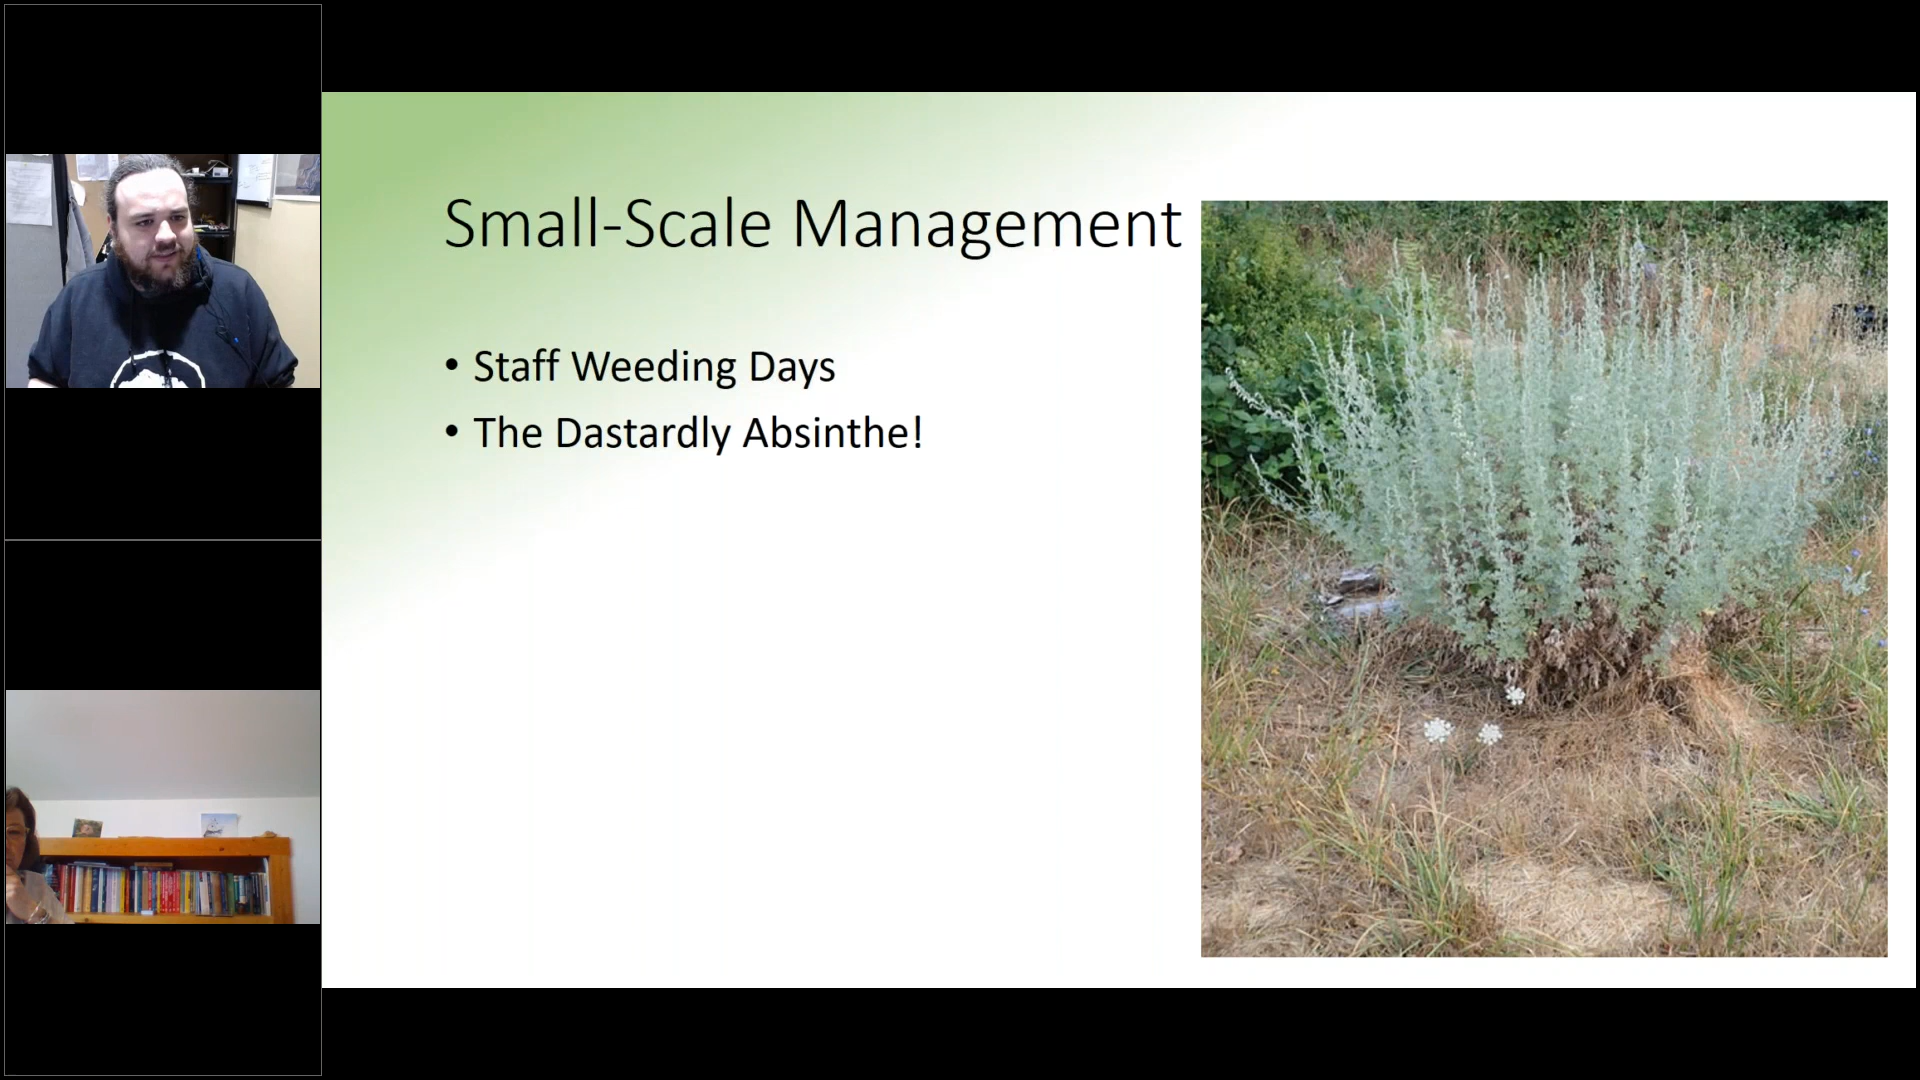 Small-Scale Management
• Staff Weeding Days
• The Dastardly Absinthe!